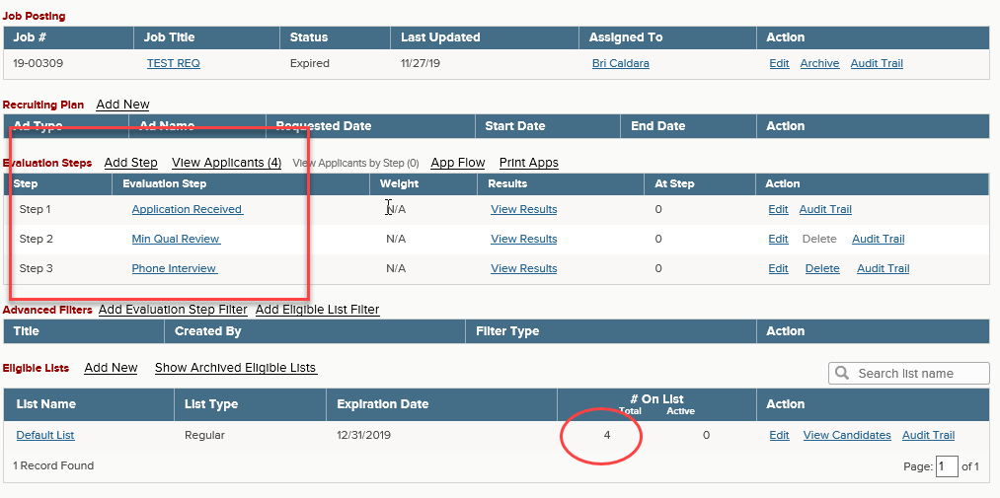 Job Posting
Job # Job Title Status Last Updated Assigned To Action
19-00309 TEST REQ Expired 11/27/19 Bri Caldara Edit Archive Audit Trail
Recruiting Plan Add New
Ad Type Ad Name Requested Date Start Date End Date Action
Evaluation Steps Add Step View Applicants (4) View Applicants by Step (0) App Flow Print Apps
Step Evaluation Step Weight Results At Step Action
Step 1 Application Received N/A View Results 0 Edit Audit Trail
Step 2 Min Qual Review N/A View Results 0 Edit Delete Audit Trail
Step 3 Phone Interview N/A View Results 0 Edit Delete Audit Trail
Advanced Filters Add Evaluation Step Filter Add Eligible List Filter
Title Created By Filter Type Action
Eligible Lists Add New Show Archived Eligible Lists Search list name
List Name List Type Expiration Date # On List Action
Total Active
Default List Regular 12/31/2019 4 0 Edit View Candidates Audit Trail
1 Record Found Page: 1 of 1